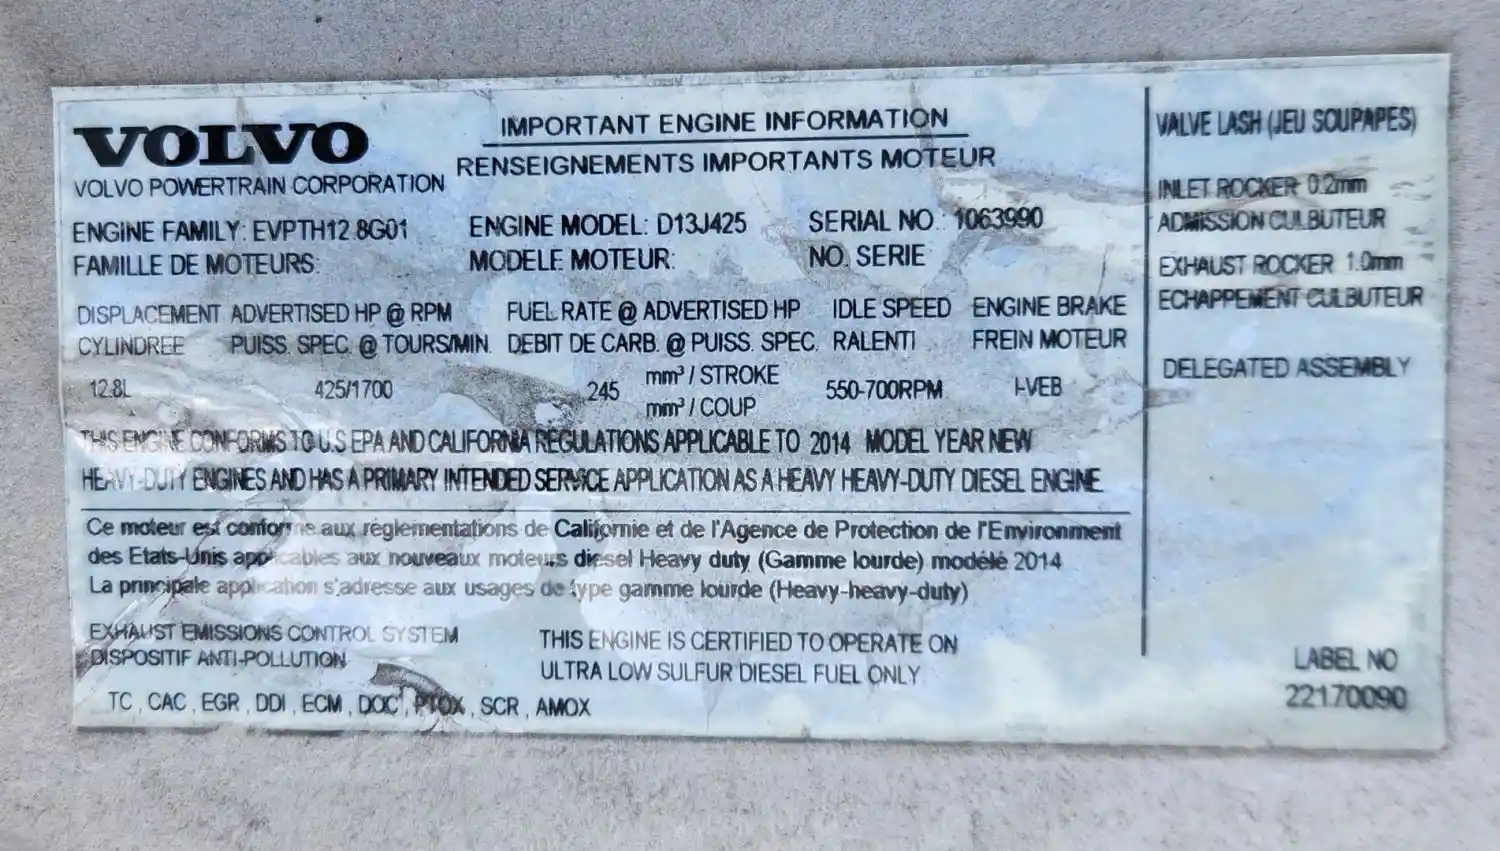 VOLVO
VOLVO POWERTRAIN CORPORATION
IMPORTANT ENGINE INFORMATION
RENSEIGNEMENTS IMPORTANTS MOTEUR
ENGINE FAMILY: EVPTH12.8G01 ENGINE MODEL: D13J425 SERIAL NO : 1063990
FAMILLE DE MOTEURS: MODELE MOTEUR: NO. SERIE
DISPLACEMENT ADVERTISED HP @ RPM FUEL RATE @ ADVERTISED HP IDLE SPEED ENGINE BRAKE
CYLINDREE PUISS. SPEC. @ TOURS/MIN. DEBIT DE CARB. @ PUISS. SPEC. RALENTI FREIN MOTEUR
12.8L 425/1700 245 mm³ / STROKE 550-700RPM I-VEB
mm³ / COUP
THIS ENGINE CONFORMS TO U.S EPA AND CALIFORNIA REGULATIONS APPLICABLE TO 2014 MODEL YEAR NEW
HEAVY-DUTY ENGINES AND HAS A PRIMARY INTENDED SERVICE APPLICATION AS A HEAVY HEAVY-DUTY DIESEL ENGINE
Ce moteur est conforme aux réglementations de Californie et de l'Agence de Protection de l'Environment
des Etats-Unis applicables aux nouveaux moteurs diesel Heavy duty (Gamme lourde) modélé 2014
La principale application s'adresse aux usages de type gamme lourde (Heavy-heavy-duty)
EXHAUST EMISSIONS CONTROL SYSTEM
DISPOSITIF ANTI-POLLUTION
TC , CAC , EGR , DDI , ECM , DOC , PTOX , SCR , AMOX
THIS ENGINE IS CERTIFIED TO OPERATE ON
ULTRA LOW SULFUR DIESEL FUEL ONLY
VALVE LASH (JEU SOUPAPES)
INLET ROCKER 0.2mm
ADMISSION CULBUTEUR
EXHAUST ROCKER 1.0mm
ECHAPPEMENT CULBUTEUR
DELEGATED ASSEMBLY
LABEL NO
22170090